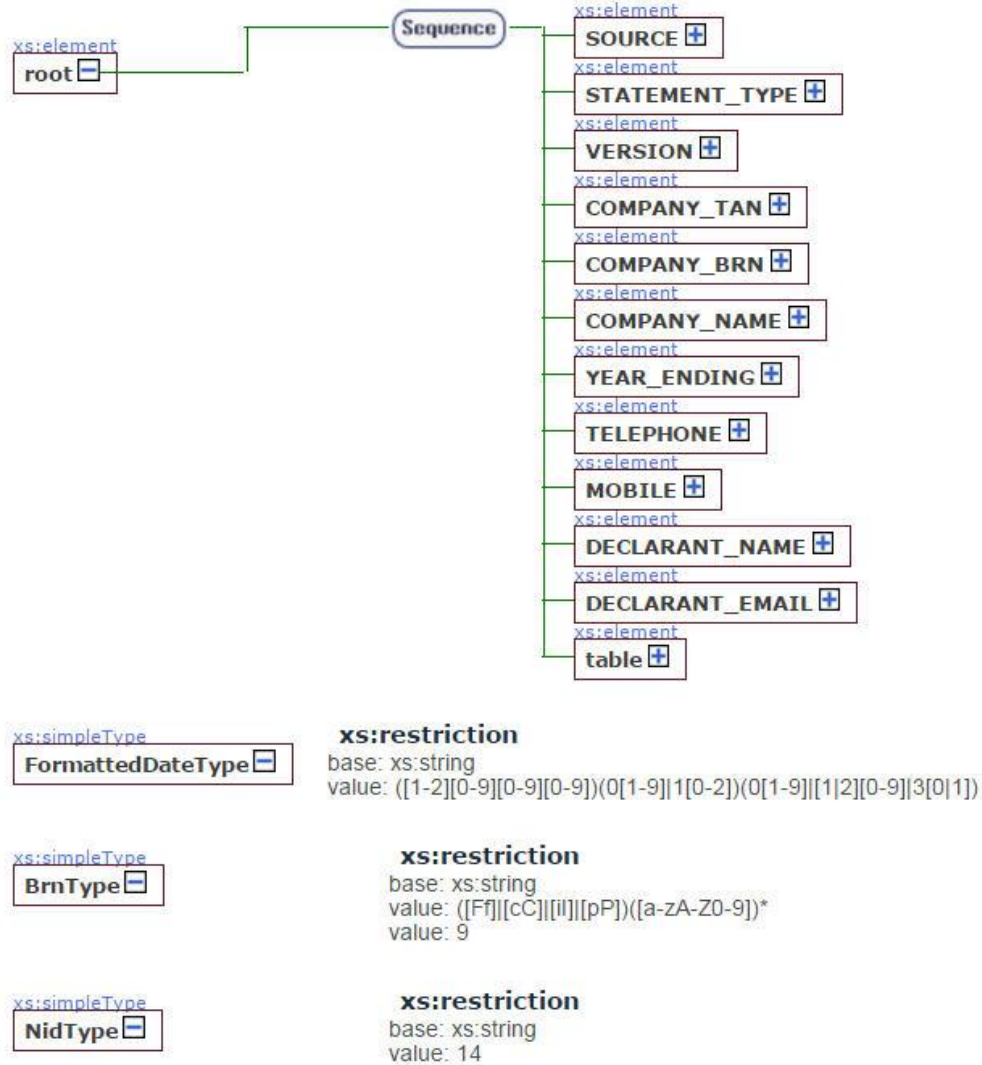 xs:element
root
Sequence
xs:element
SOURCE
xs:element
STATEMENT_TYPE
xs:element
VERSION
xs:element
COMPANY_TAN
xs:element
COMPANY_BRN
xs:element
COMPANY_NAME
xs:element
YEAR_ENDING
xs:element
TELEPHONE
xs:element
MOBILE
xs:element
DECLARANT_NAME
xs:element
DECLARANT_EMAIL
xs:element
table
xs:simpleType
FormattedDateType
xs:restriction
base: xs:string
value: ([1-2][0-9][0-9][0-9])(0[1-9]|1[0-2])(0[1-9]|[1|2][0-9]|3[0|1])
xs:simpleType
BrnType
xs:restriction
base: xs:string
value: ([Ff]|[cC]|[iI]|[pP])([a-zA-Z0-9])*
value: 9
xs:simpleType
NidType
xs:restriction
base: xs:string
value: 14